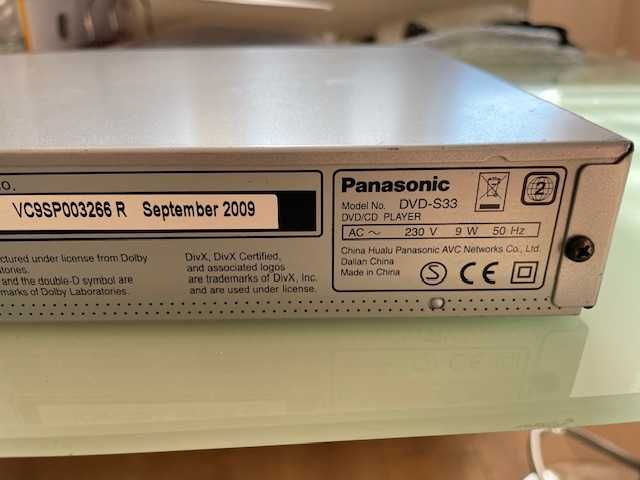 o.
VC9SP003266 R September 2009
ctured under license from Dolby
atories.
and the double-D symbol are
marks of Dolby Laboratories.
DivX, DivX Certified,
and associated logos
are trademarks of DivX, Inc.
and are used under license.
Panasonic
Model No. DVD-S33
DVD/CD PLAYER
AC ~ 230 V 9 W 50 Hz
China Hualu Panasonic AVC Networks Co., Ltd.
Dalian China
Made in China
S CE
2